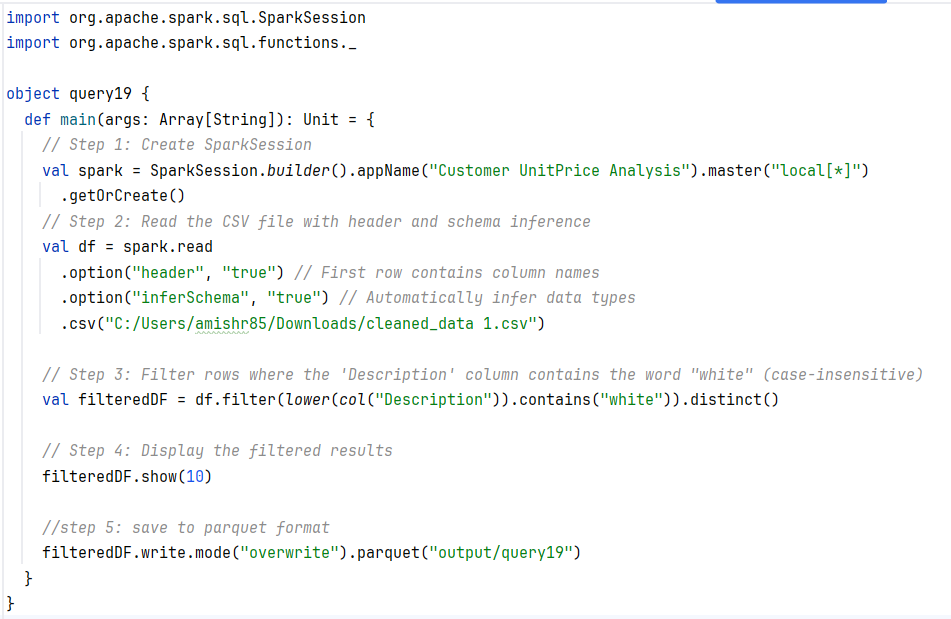 import org.apache.spark.sql.SparkSession
import org.apache.spark.sql.functions._
object query19 {
def main(args: Array[String]): Unit = {
// Step 1: Create SparkSession
val spark = SparkSession.builder().appName("Customer UnitPrice Analysis").master("local[*]")
.getOrCreate()
// Step 2: Read the CSV file with header and schema inference
val df = spark.read
.option("header", "true") // First row contains column names
.option("inferSchema", "true") // Automatically infer data types
.csv("C:/Users/amishr85/Downloads/cleaned_data 1.csv")
// Step 3: Filter rows where the 'Description' column contains the word "white" (case-insensitive)
val filteredDF = df.filter(lower(col("Description")).contains("white")).distinct()
// Step 4: Display the filtered results
filteredDF.show(10)
//step 5: save to parquet format
filteredDF.write.mode("overwrite").parquet("output/query19")
}
}